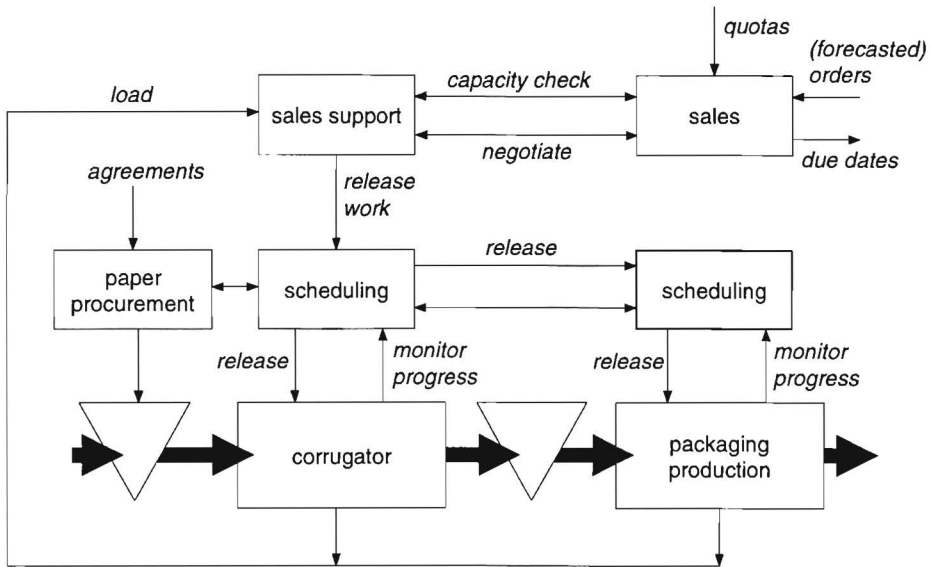 quotas
(forecasted)
orders
load
sales support
capacity check
sales
negotiate
due dates
agreements
release
work
paper
procurement
scheduling
release
scheduling
release
monitor
progress
release
monitor
progress
corrugator
packaging
production